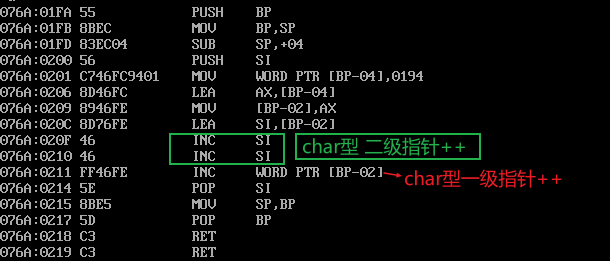 076A:01FA 55 PUSH BP
076A:01FB 8BEC MOV BP,SP
076A:01FD 83EC04 SUB SP,+04
076A:0200 56 PUSH SI
076A:0201 C746FC9401 MOV WORD PTR [BP-04],0194
076A:0206 8D46FC LEA AX,[BP-04]
076A:0209 8946FE MOV [BP-02],AX
076A:020C 8D76FE LEA SI,[BP-02]
076A:020F 46 INC SI char型 二级指针++
076A:0210 46 INC SI
076A:0211 FF46FE INC WORD PTR [BP-02] char型一级指针++
076A:0214 5E POP SI
076A:0215 8BE5 MOV SP,BP
076A:0217 5D POP BP
076A:0218 C3 RET
076A:0219 C3 RET